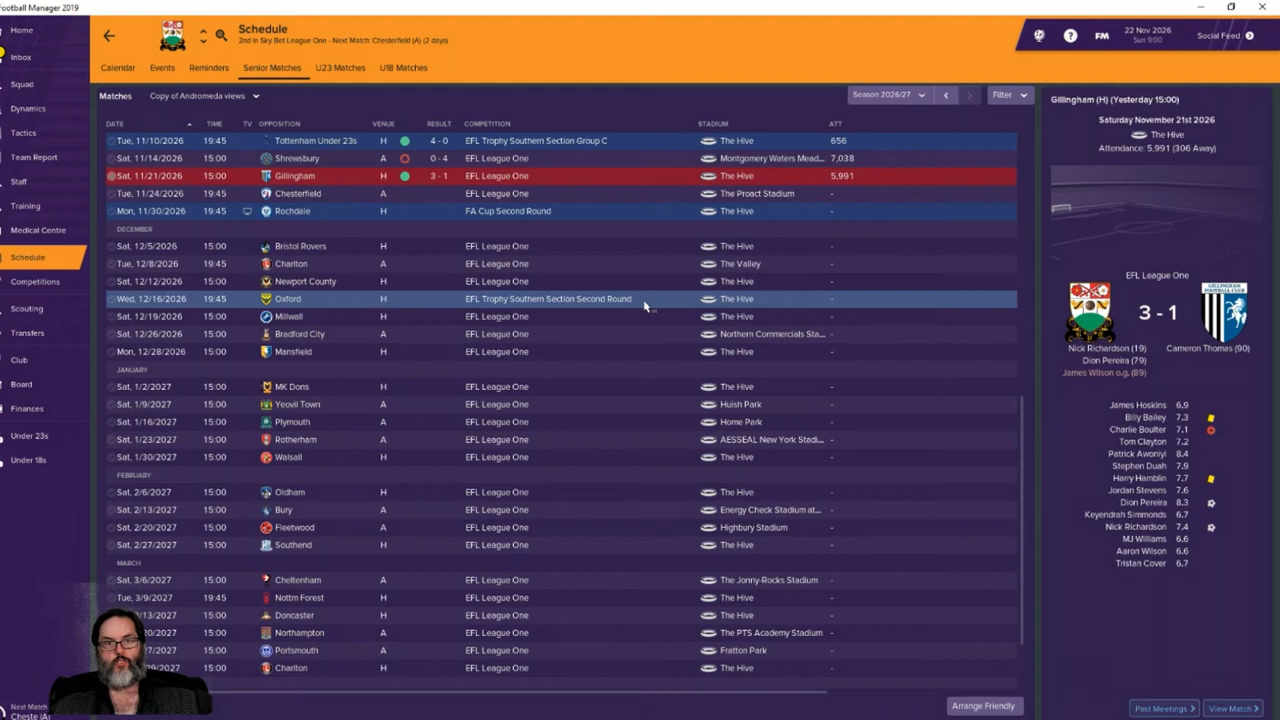 Football Manager 2019
Home
Inbox
Squad
Dynamics
Tactics
Team Report
Staff
Training
Medical Centre
Schedule
Competitions
Scouting
Transfers
Club
Board
Finances
Under 23s
Under 18s
Next Match
Cheste (A)
Schedule
2nd in Sky Bet League One - Next Match: Chesterfield (A) (2 days)
FM
22 Nov 2026
Sun 9:00
Social Feed
Calendar Events Reminders Senior Matches U23 Matches U18 Matches
Matches Copy of Andromeda views Season 2026/27 Filter
DATE TIME TV OPPOSITION VENUE RESULT COMPETITION STADIUM ATT
Tue, 11/10/2026 19:45 Tottenham Under 23s H 4 - 0 EFL Trophy Southern Section Group C The Hive 656
Sat, 11/14/2026 15:00 Shrewsbury A 0 - 4 EFL League One Montgomery Waters Mead... 7,038
Sat, 11/21/2026 15:00 Gillingham H 3 - 1 EFL League One The Hive 5,991
Tue, 11/24/2026 19:45 Chesterfield A EFL League One The Proact Stadium -
Mon, 11/30/2026 19:45 Rochdale H FA Cup Second Round The Hive -
DECEMBER
Sat, 12/5/2026 15:00 Bristol Rovers H EFL League One The Hive -
Tue, 12/8/2026 19:45 Charlton A EFL League One The Valley -
Sat, 12/12/2026 15:00 Newport County H EFL League One The Hive -
Wed, 12/16/2026 19:45 Oxford H EFL Trophy Southern Section Second Round The Hive -
Sat, 12/19/2026 15:00 Millwall H EFL League One The Hive -
Sat, 12/26/2026 15:00 Bradford City A EFL League One Northern Commercials Sta... -
Mon, 12/28/2026 15:00 Mansfield H EFL League One The Hive -
JANUARY
Sat, 1/2/2027 15:00 MK Dons H EFL League One The Hive -
Sat, 1/9/2027 15:00 Yeovil Town A EFL League One Huish Park -
Sat, 1/16/2027 15:00 Plymouth A EFL League One Home Park -
Sat, 1/23/2027 15:00 Rotherham A EFL League One AESSEAL New York Stadi... -
Sat, 1/30/2027 15:00 Walsall H EFL League One The Hive -
FEBRUARY
Sat, 2/6/2027 15:00 Oldham H EFL League One The Hive -
Sat, 2/13/2027 15:00 Bury A EFL League One Energy Check Stadium at... -
Sat, 2/20/2027 15:00 Fleetwood A EFL League One Highbury Stadium -
Sat, 2/27/2027 15:00 Southend H EFL League One The Hive -
MARCH
Sat, 3/6/2027 15:00 Cheltenham A EFL League One The Jonny-Rocks Stadium -
Tue, 3/9/2027 19:45 Nottm Forest H EFL League One The Hive -
/13/2027 15:00 Doncaster H EFL League One The Hive -
20/2027 15:00 Northampton A EFL League One The PTS Academy Stadium -
27/2027 15:00 Portsmouth A EFL League One Fratton Park -
29/2027 15:00 Charlton H EFL League One The Hive -
Arrange Friendly
Gillingham (H) (Yesterday 15:00)
Saturday November 21st 2026
The Hive
Attendance: 5,991 (306 Away)
EFL League One
3 - 1
GILLINGHAM
FOOTBALL CLUB
Nick Richardson (19) Cameron Thomas (90)
Dion Pereira (79)
James Wilson o.g. (89)
James Hoskins 6.9
Billy Bailey 7.3
Charlie Boulter 7.1
Tom Clayton 7.2
Patrick Awoniyi 8.4
Stephen Duah 7.9
Harry Hamblin 7.7
Jordan Stevens 7.6
Dion Pereira 8.3
Keyendrah Simmonds 6.7
Nick Richardson 7.4
MJ Williams 6.6
Aaron Wilson 6.6
Tristan Cover 6.7
Past Meetings View Match